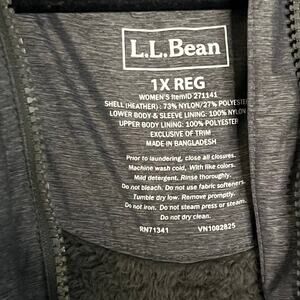 L.L.Bean
1X REG
WOMEN'S ItemID 271141
SHELL (HEATHER): 73% NYLON/27% POLYESTER
LOWER BODY & SLEEVE LINING: 100% NYLON
UPPER BODY LINING: 100% POLYESTER
EXCLUSIVE OF TRIM
MADE IN BANGLADESH
Prior to laundering, close all closures.
Machine wash cold, With like colors.
Mild detergent. Rinse thoroughly.
Do not bleach. Do not use fabric softeners.
Tumble dry low. Remove promptly.
Do not iron. Do not steam press or steam.
Do not dry clean.
RN71341 VN1002825